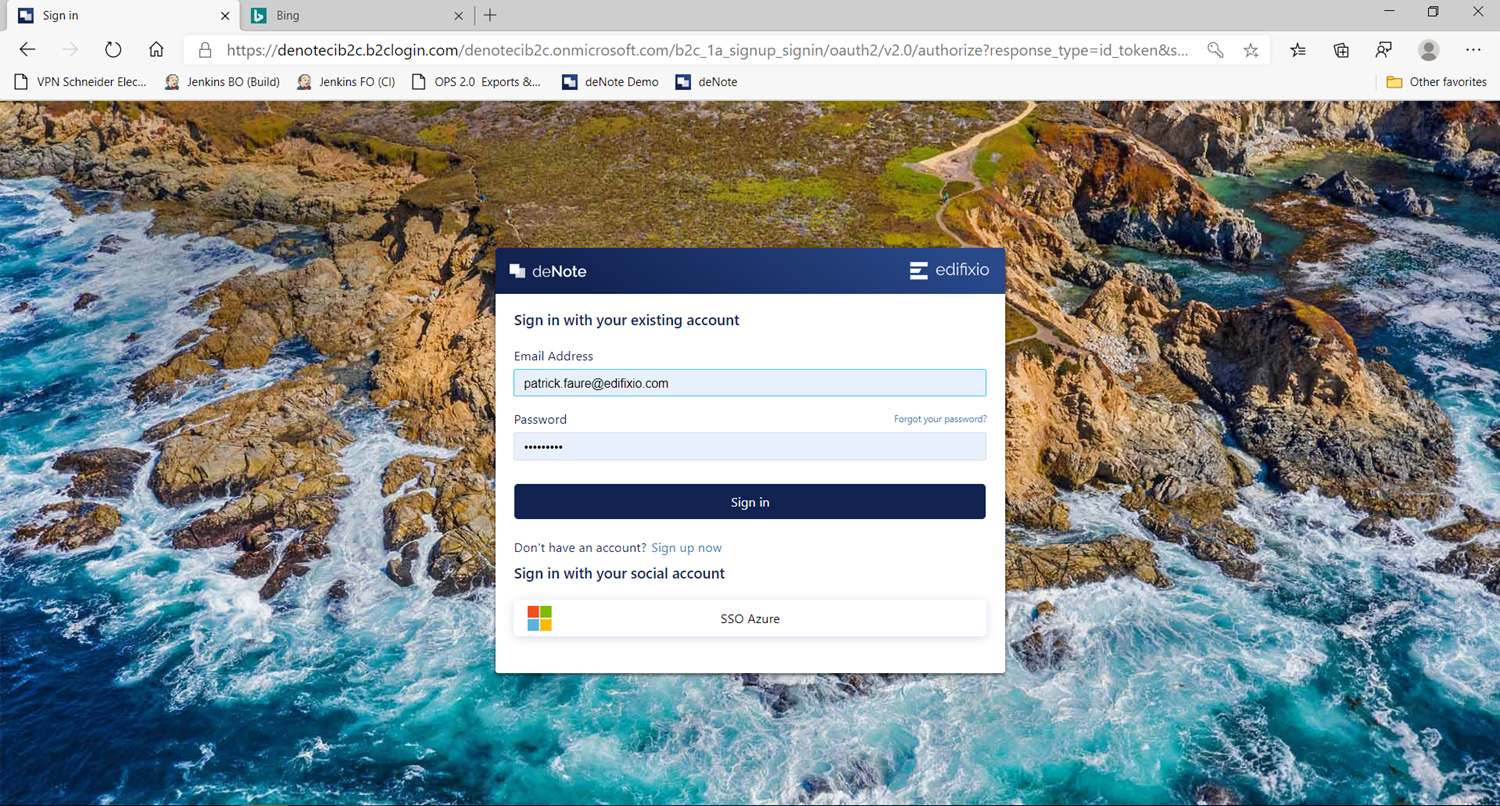 Sign in
Bing
https://denotecib2c.b2clogin.com/denotecib2c.onmicrosoft.com/b2c_1a_signup_signin/oauth2/v2.0/authorize?response_type=id_token&s...
VPN Schneider Elec... Jenkins BO (Build) Jenkins FO (CI) OPS 2.0 Exports &... deNote Demo deNote Other favorites
deNote edifixio
Sign in with your existing account
Email Address
patrick.faure@edifixio.com
Password Forgot your password?
•••••••••
Sign in
Don't have an account? Sign up now
Sign in with your social account
SSO Azure